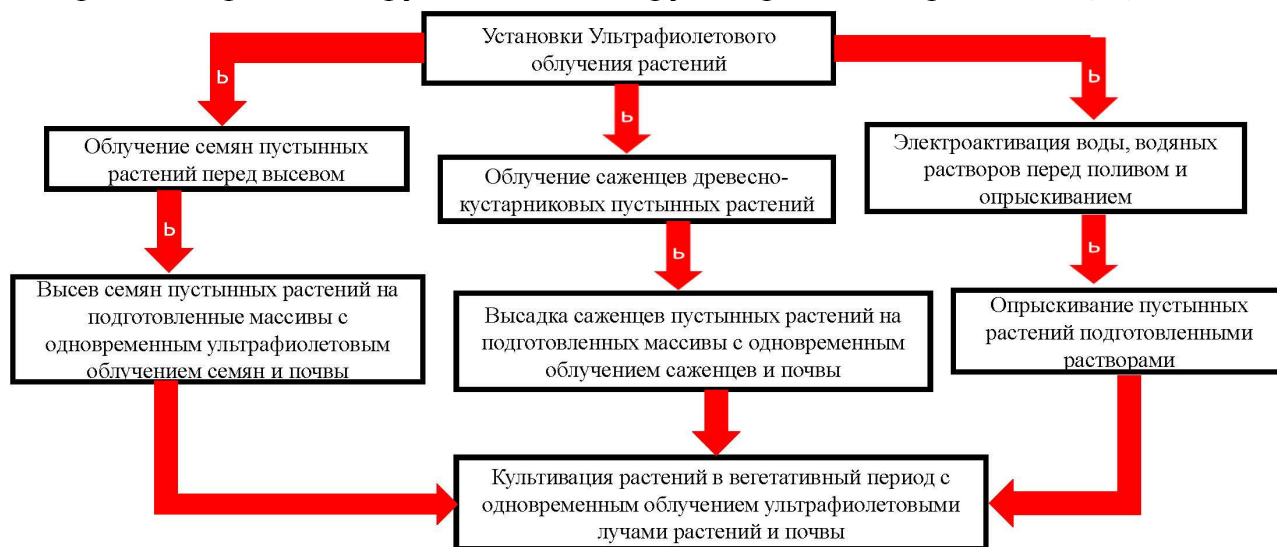 Установки Ультрафиолетового
облучения растений
ь
ь
ь
Облучение семян пустынных
растений перед высевом
Облучение саженцев древесно-
кустарниковых пустынных растений
Электроактивация воды, водяных
растворов перед поливом и
опрыскиванием
ь
ь
ь
Высев семян пустынных растений на
подготовленные массивы с
одновременным ультрафиолетовым
облучением семян и почвы
Высадка саженцев пустынных растений на
подготовленных массивы с одновременным
облучением саженцев и почвы
Опрыскивание пустынных
растений подготовленными
растворами
Культивация растений в вегетативный период с
одновременным облучением ультрафиолетовыми
лучами растений и почвы